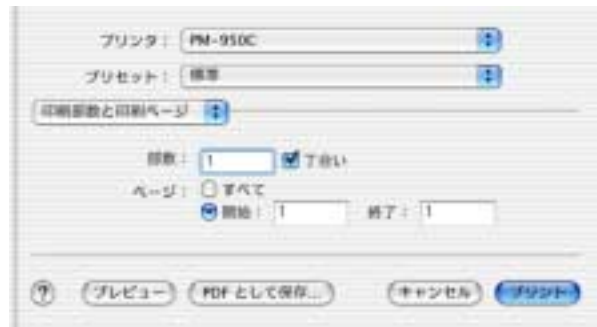 プリンタ： PM-950C
プリセット： 標準
印刷部数と印刷ページ
部数： 1 丁合い
ページ： すべて
開始： 1 終了： 1
? プレビュー PDF として保存... キャンセル プリント